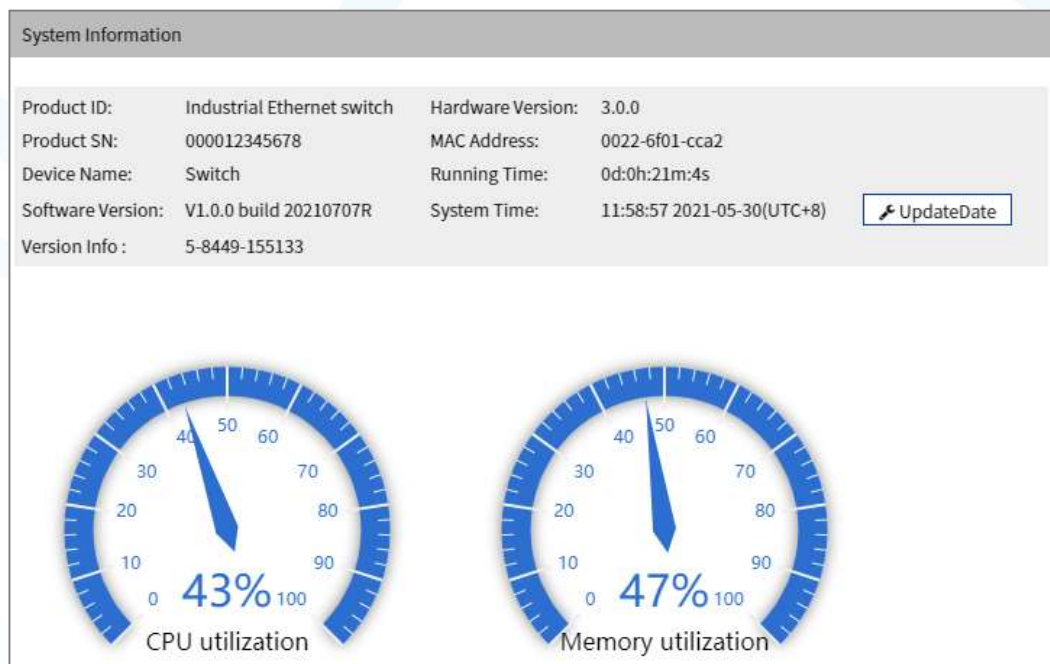 System Information
Product ID: Industrial Ethernet switch Hardware Version: 3.0.0
Product SN: 000012345678 MAC Address: 0022-6f01-cca2
Device Name: Switch Running Time: 0d:0h:21m:4s
Software Version: V1.0.0 build 20210707R System Time: 11:58:57 2021-05-30(UTC+8) UpdateDate
Version Info : 5-8449-155133
0 10 20 30 40 50 60 70 80 90 100
43%
CPU utilization
0 10 20 30 40 50 60 70 80 90 100
47%
Memory utilization